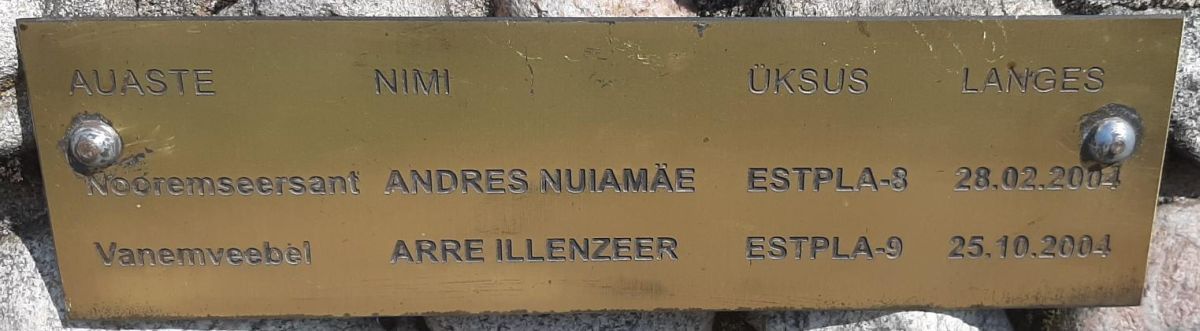 AUASTE NIMI ÜKSUS LANGES
Nooremseersant ANDRES NUIAMÄE ESTPLA-8 28.02.2004
Vanemveebel ARRE ILLENZEER ESTPLA-9 25.10.2004